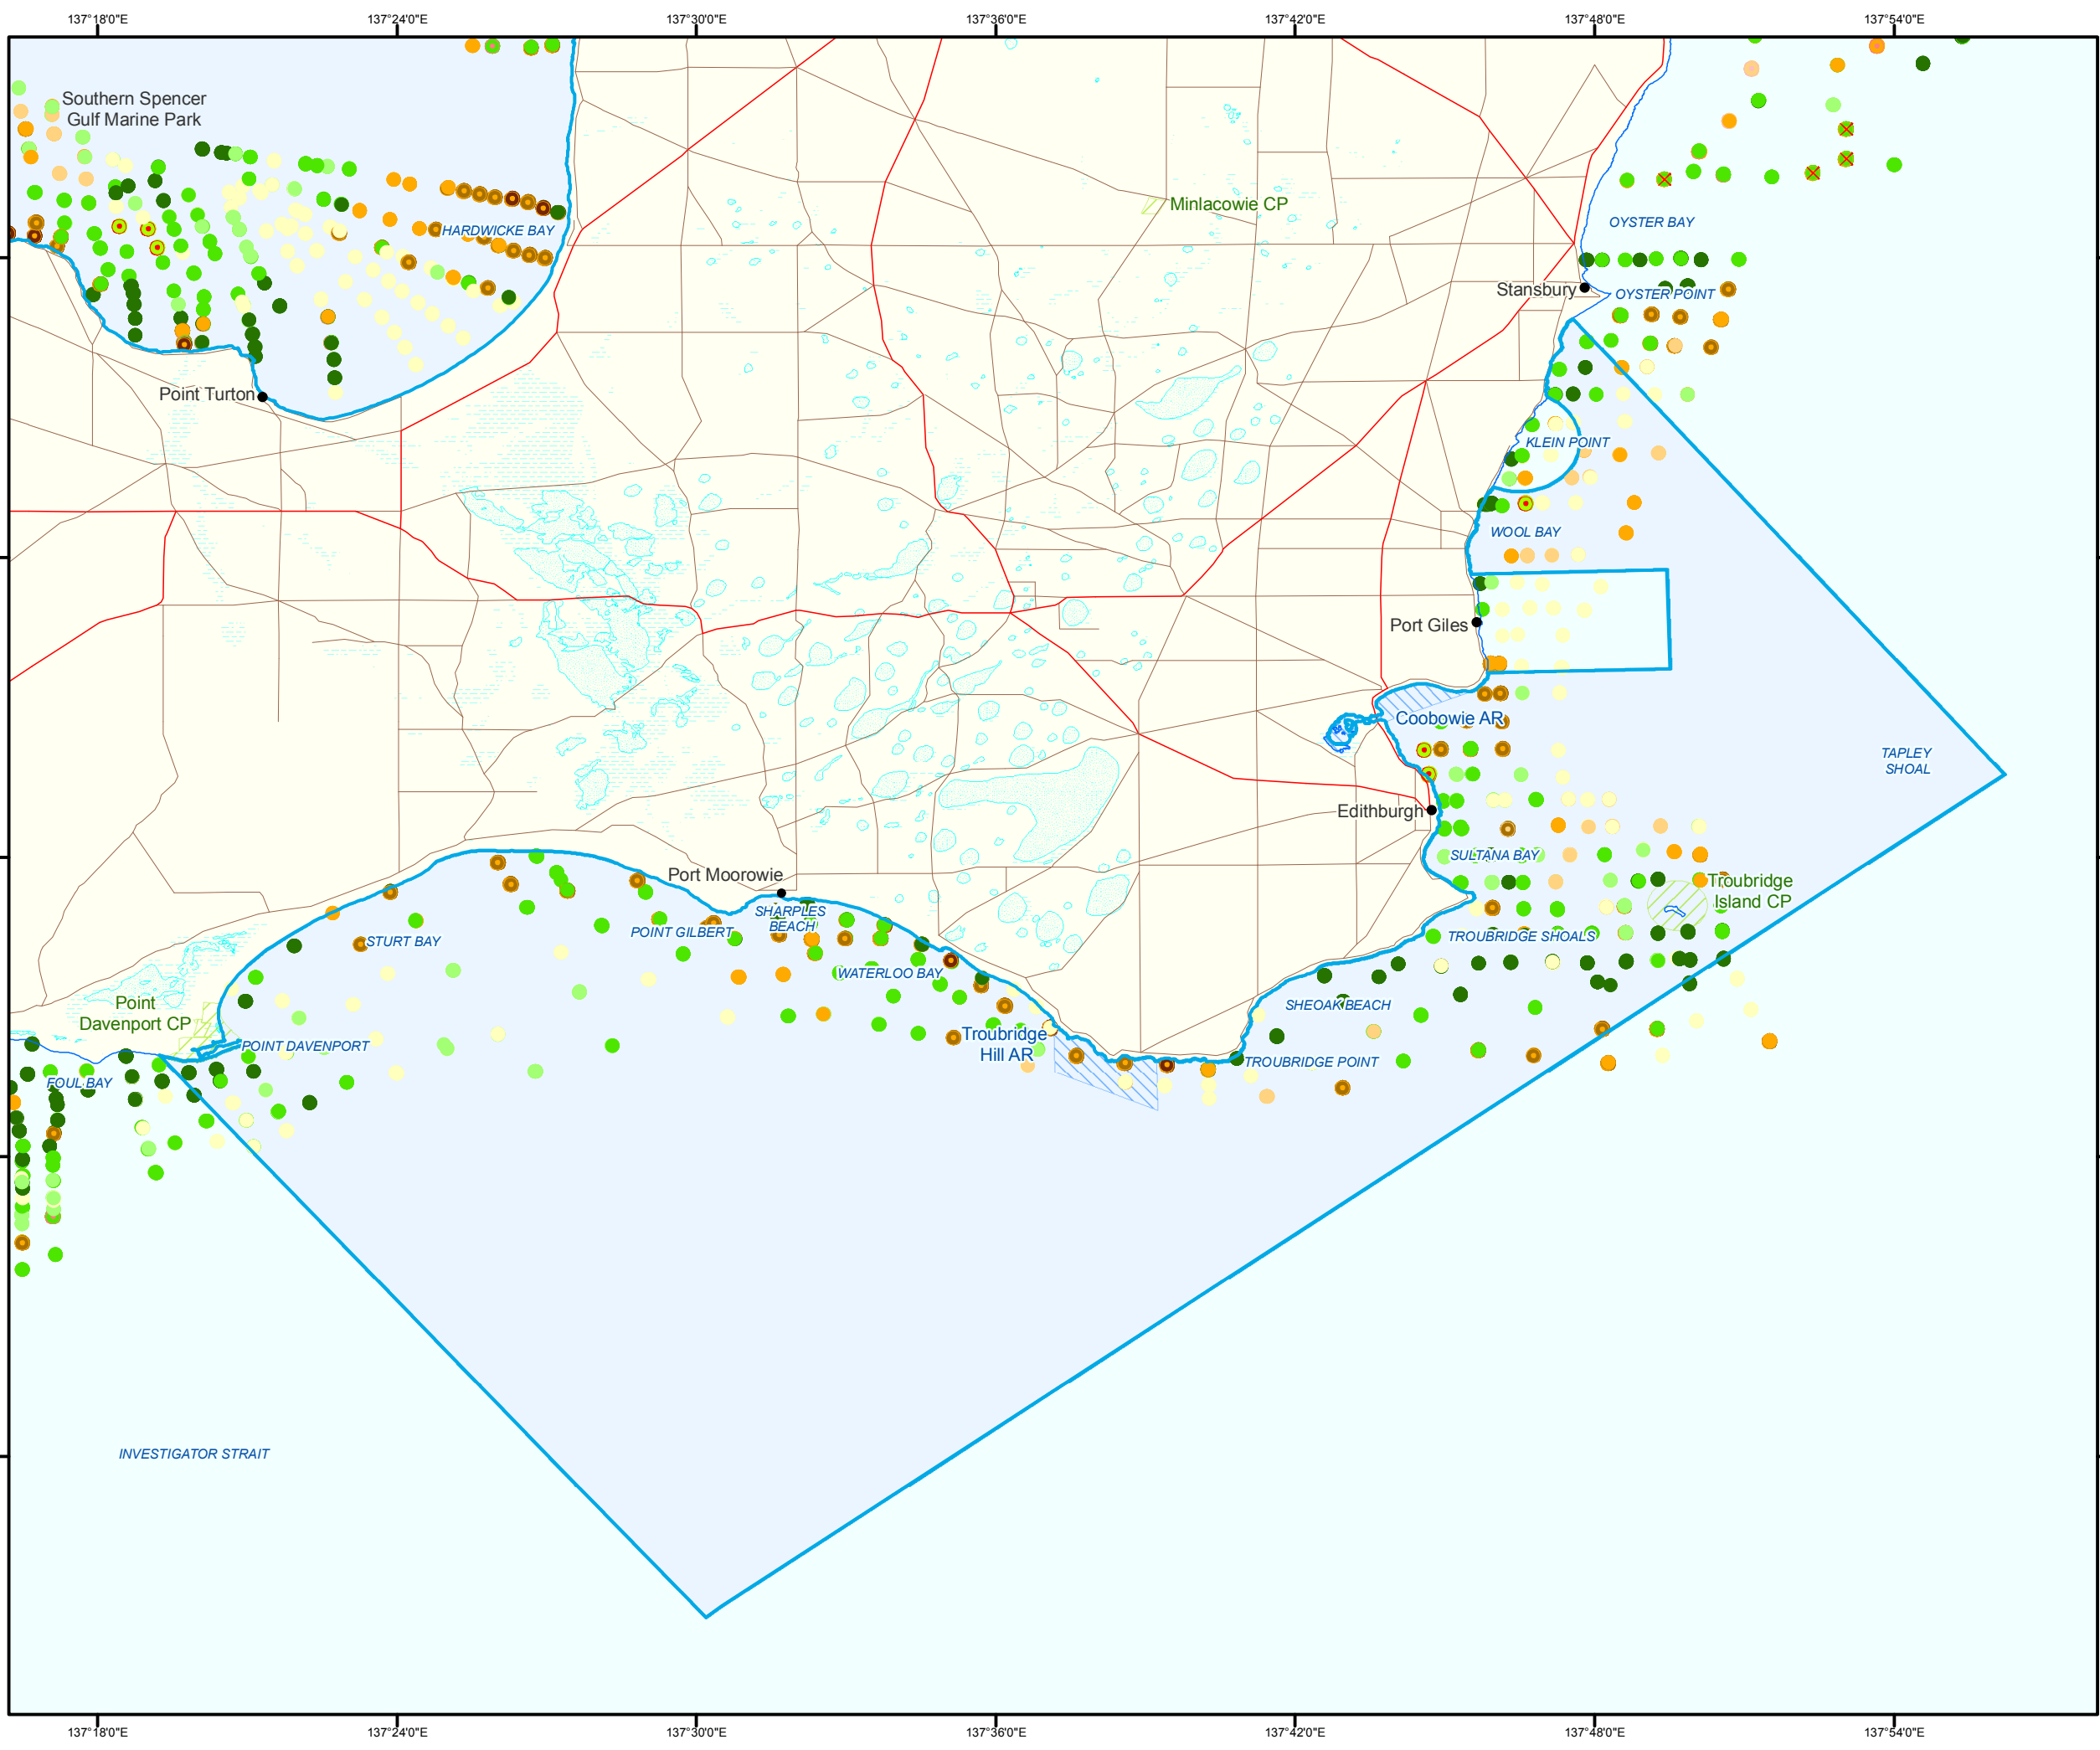 137°18'0"E
137°24'0"E
137°30'0"E
137°36'0"E
137°42'0"E
137°48'0"E
137°54'0"E
Southern Spencer
Gulf Marine Park
Minlacowie CP
HARDWICKE BAY
OYSTER BAY
Stansbury
OYSTER POINT
Point Turton
KLEIN POINT
WOOL BAY
Port Giles
Coobowie AR
TAPLEY
SHOAL
Edithburgh
SULTANA BAY
Port Moorowie
Troubridge
Island CP
SHARPLES
BEACH
POINT GILBERT
STURT BAY
TROUBRIDGE SHOALS
WATERLOO BAY
Point
Davenport CP
SHEOAK BEACH
Troubridge
Hill AR
POINT DAVENPORT
TROUBRIDGE POINT
FOUL BAY
INVESTIGATOR STRAIT
137°18'0"E
137°24'0"E
137°30'0"E
137°36'0"E
137°42'0"E
137°48'0"E
137°54'0"E